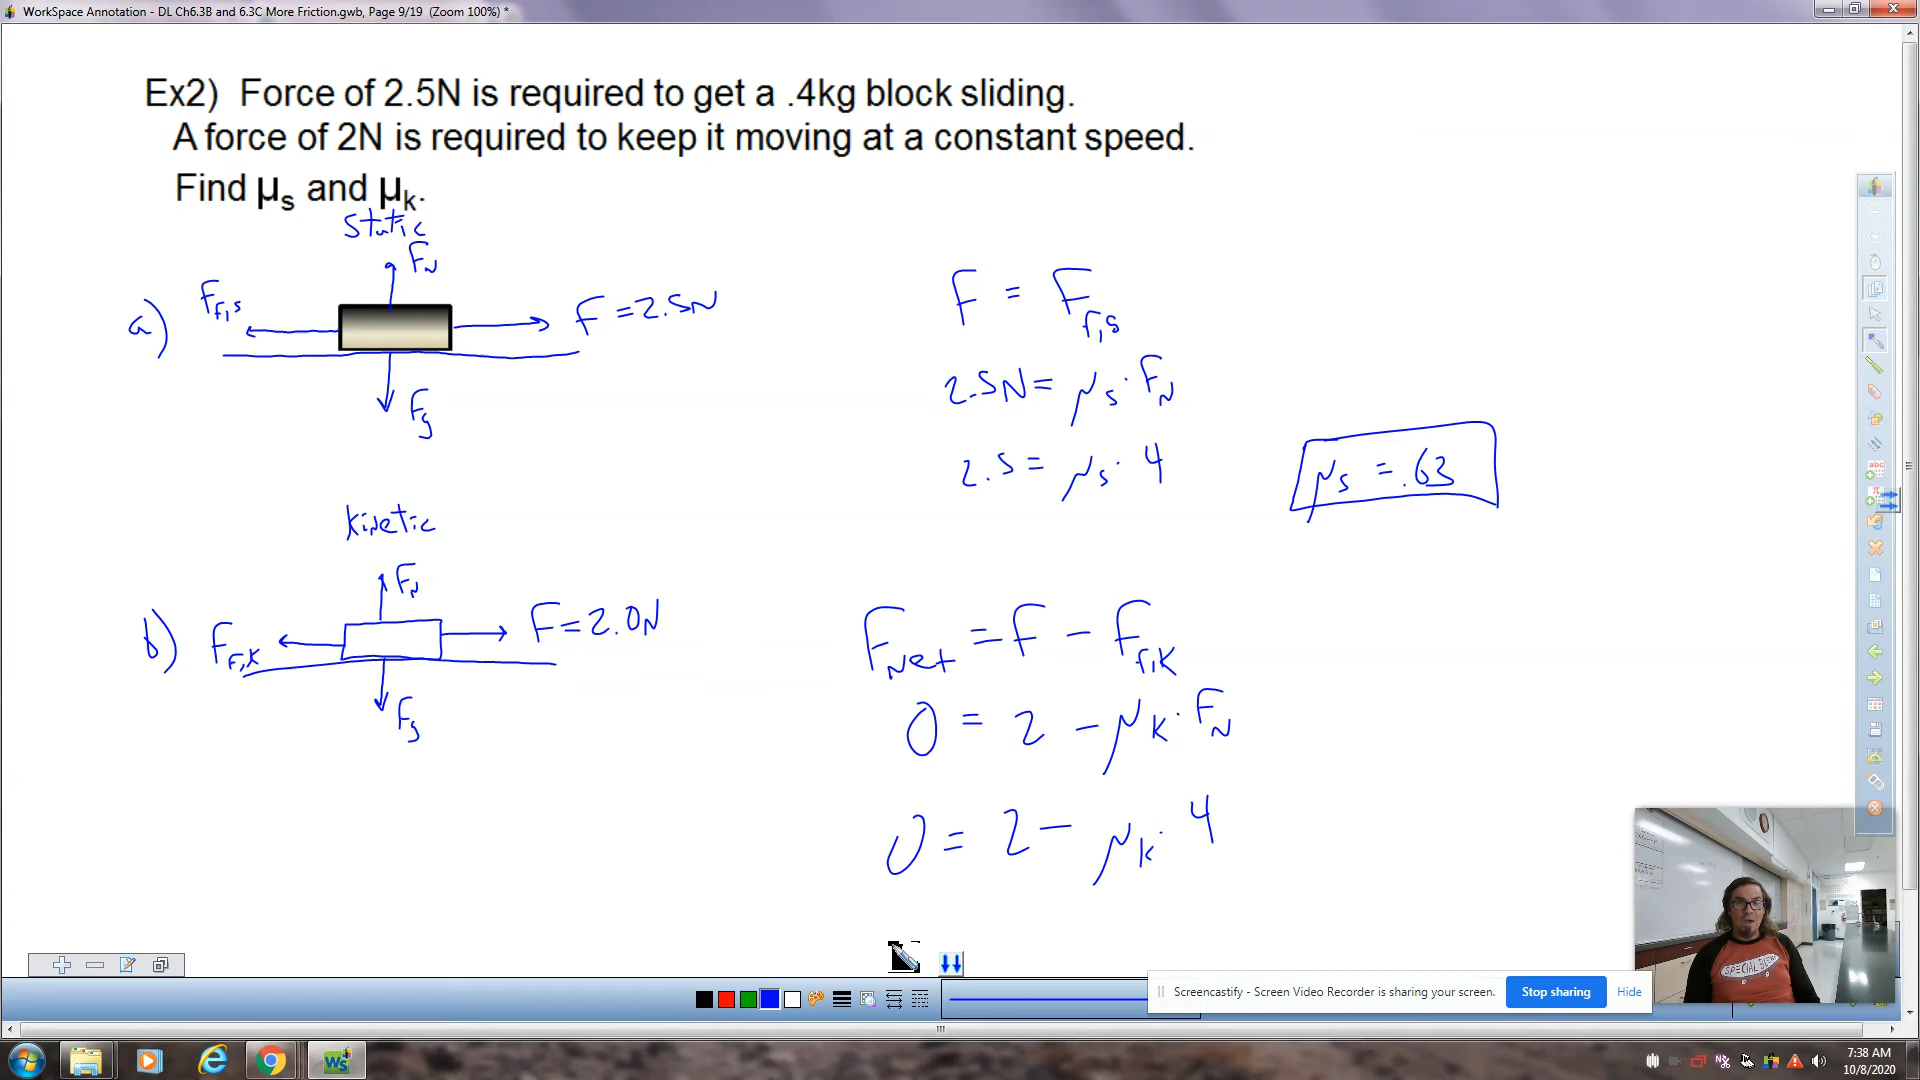 WorkSpace Annotation - DL Ch6.3B and 6.3C More Friction.gwb, Page 9/19 (Zoom 100%) *
Ex2) Force of 2.5N is required to get a .4kg block sliding.
A force of 2N is required to keep it moving at a constant speed.
Find μs and μk.
static
FN
a) Ff,s F = 2.5N
Fg
F = Ff,s
2.5N = μs · FN
2.5 = μs · 4
μs = .63
kinetic
FN
b) Ff,k F = 2.0N
Fg
Fnet = F - Ff,k
0 = 2 - μk · FN
0 = 2 - μk · 4
SPECIAL BLEND
Screencastify - Screen Video Recorder is sharing your screen. Stop sharing Hide
7:38 AM
10/8/2020